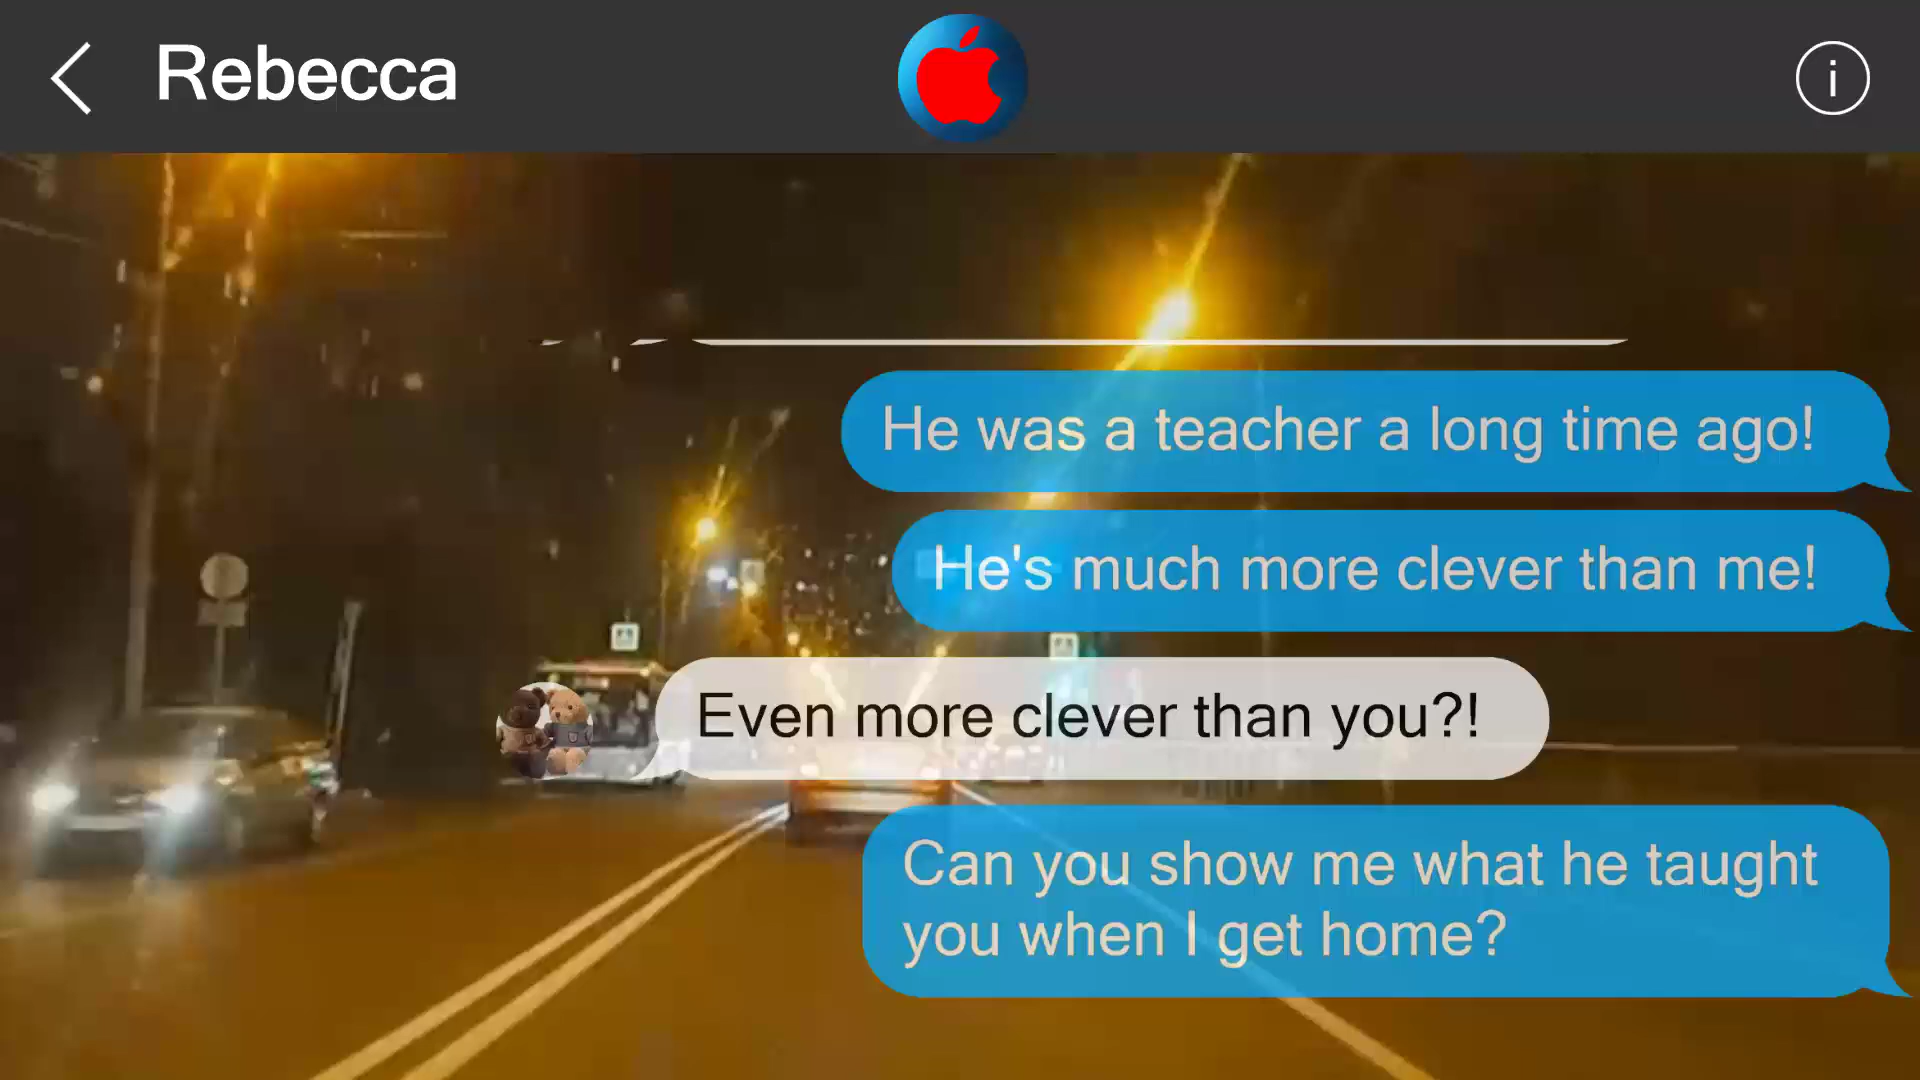 Rebecca
i
He was a teacher a long time ago!
He's much more clever than me!
Even more clever than you?!
Can you show me what he taught
you when I get home?